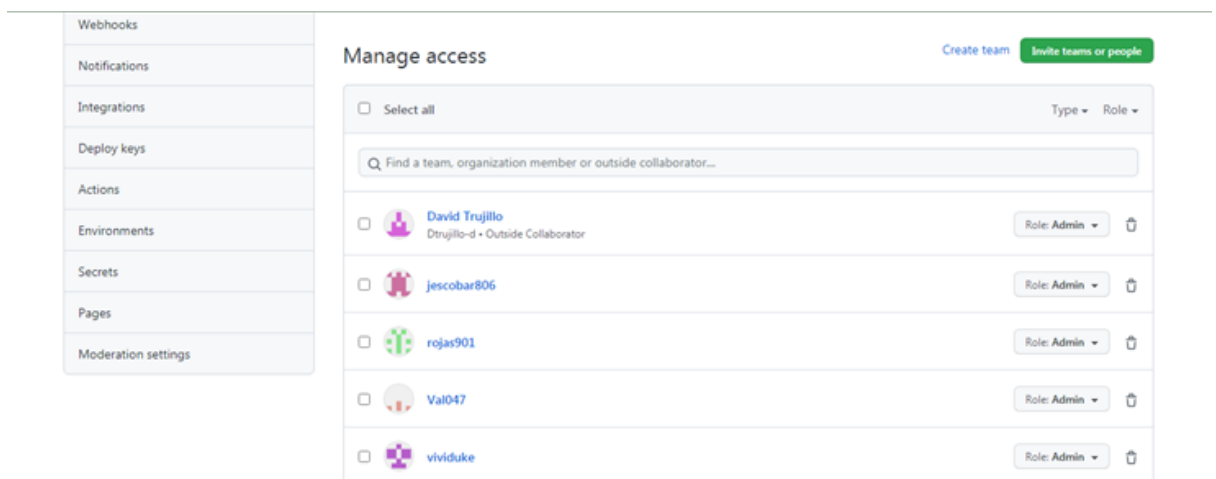 Webhooks
Notifications
Integrations
Deploy keys
Actions
Environments
Secrets
Pages
Moderation settings
Manage access
Create team
Invite teams or people
Select all
Type
Role
Find a team, organization member or outside collaborator...
David Trujillo
Role: Admin
Dtrujillo-d • Outside Collaborator
jescobar806
Role: Admin
rojas901
Role: Admin
Val047
Role: Admin
vividuke
Role: Admin